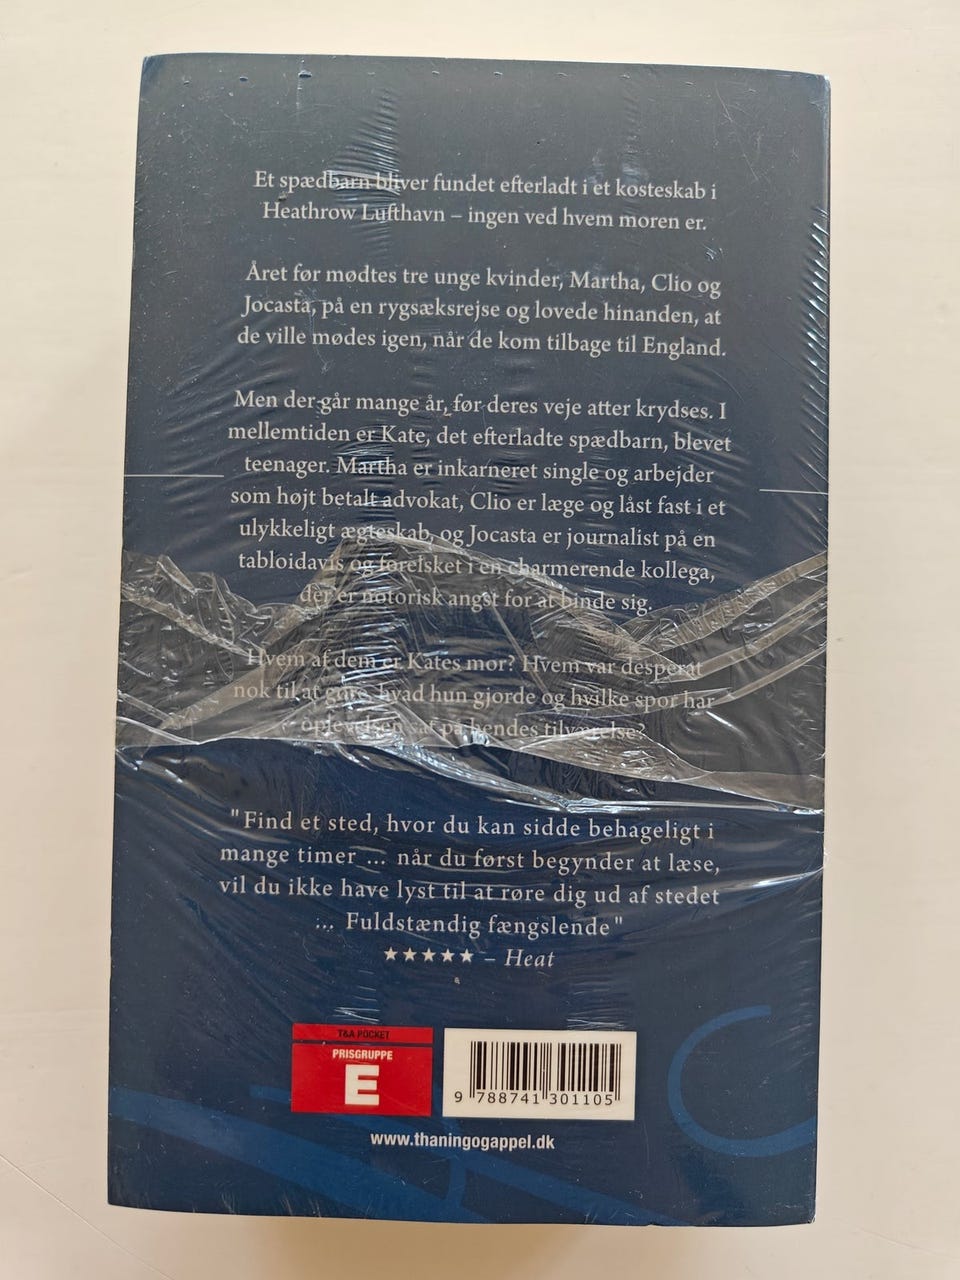 Et spædbarn bliver fundet efterladt i et kosteskab i
Heathrow Lufthavn – ingen ved hvem moren er.
Året før mødtes tre unge kvinder, Martha, Clio og
Jocasta, på en rygsæksrejse og lovede hinanden, at
de ville mødes igen, når de kom tilbage til England.
Men der går mange år, før deres veje atter krydses. I
mellemtiden er Kate, det efterladte spædbarn, blevet
teenager. Martha er inkarneret single og arbejder
som højt betalt advokat, Clio er læge og låst fast i et
ulykkeligt ægteskab, og Jocasta er journalist på en
tabloidavis og forelsket i en charmerende kollega,
der er notorisk angst for at binde sig.
Hvem af dem er Kates mor? Hvem var desperat
nok til at gøre, hvad hun gjorde og hvilke spor har
oplevelsen sat på hendes tilværelse?
"Find et sted, hvor du kan sidde behageligt i
mange timer ... når du først begynder at læse,
vil du ikke have lyst til at røre dig ud af stedet
... Fuldstændig fængslende"
★★★★★ – Heat
T&A POCKET
PRISGRUPPE
E
9 788741 301105
www.thaningogappel.dk